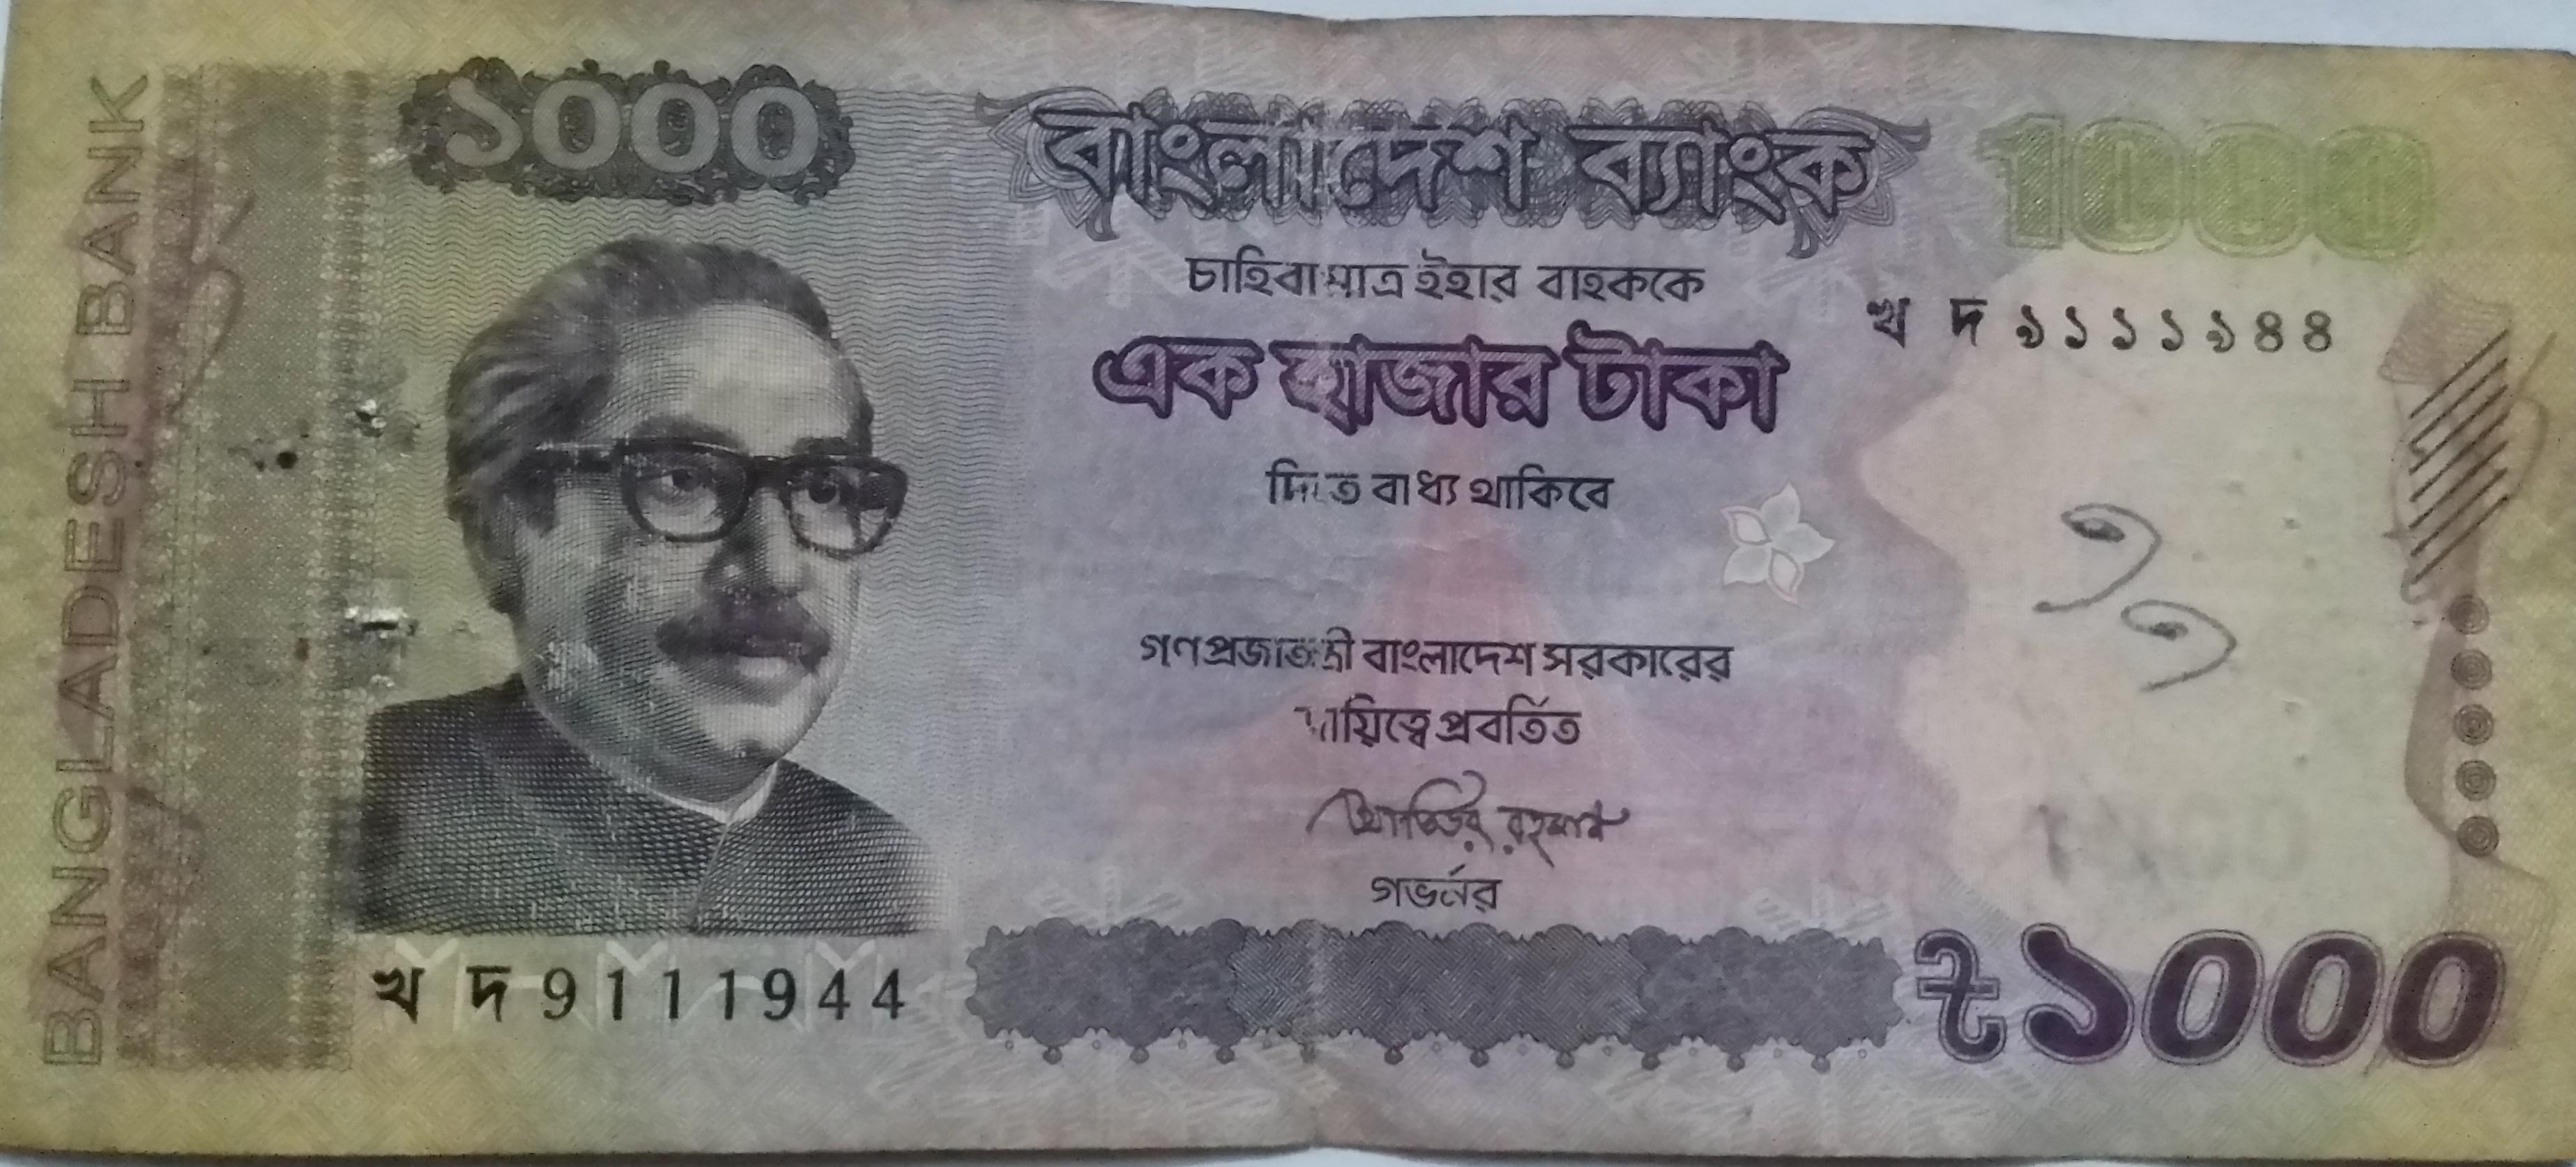 BANGLADESH BANK
১০০০
বাংলাদেশ ব্যাংক
1000
চাহিবামাত্র ইহার বাহককে
খ দ ৯১১১৯৪৪
এক হাজার টাকা
দিতে বাধ্য থাকিবে
৯৯
গণপ্রজাতন্ত্রী বাংলাদেশ সরকারের
দায়িত্বে প্রবর্তিত
আতিউর রহমান
গভর্নর
খ দ 9111944
৳১০০০